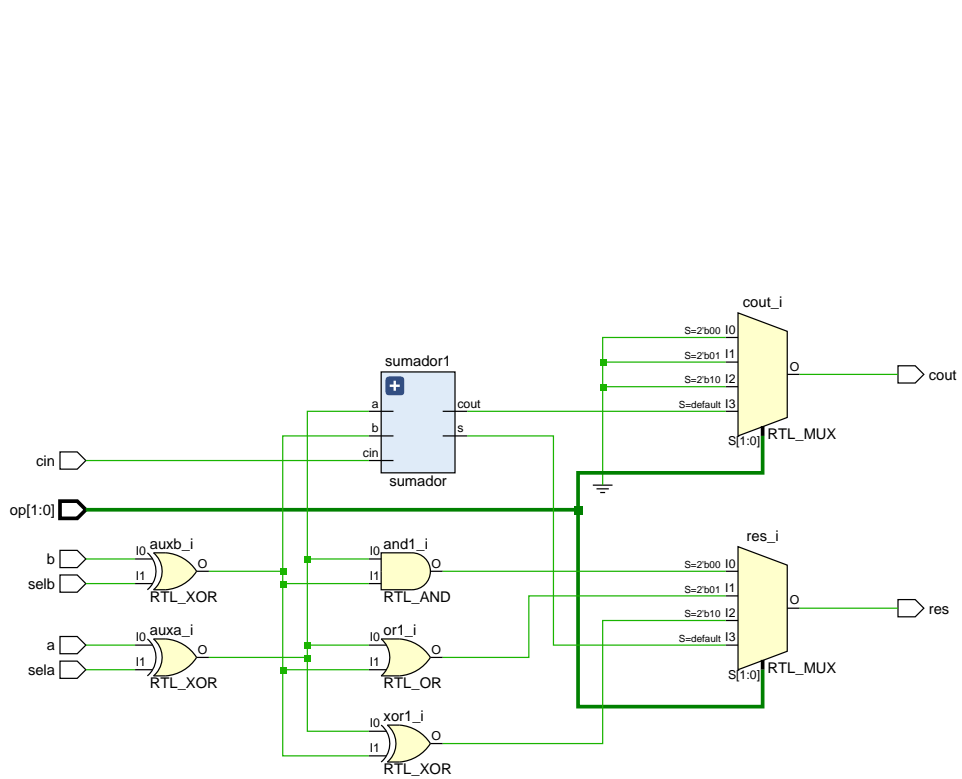 cout_i
S=2'b00 I0
S=2'b01 I1
S=2'b10 I2
S=default I3
O
cout
S[1:0]
RTL_MUX
sumador1
a
b
cin
cout
s
sumador
cin
op[1:0]
b
selb
auxb_i
I0
I1
O
RTL_XOR
a
sela
auxa_i
I0
I1
O
RTL_XOR
and1_i
I0
I1
O
RTL_AND
or1_i
I0
I1
O
RTL_OR
xor1_i
I0
I1
O
RTL_XOR
res_i
S=2'b00 I0
S=2'b01 I1
S=2'b10 I2
S=default I3
O
res
S[1:0]
RTL_MUX